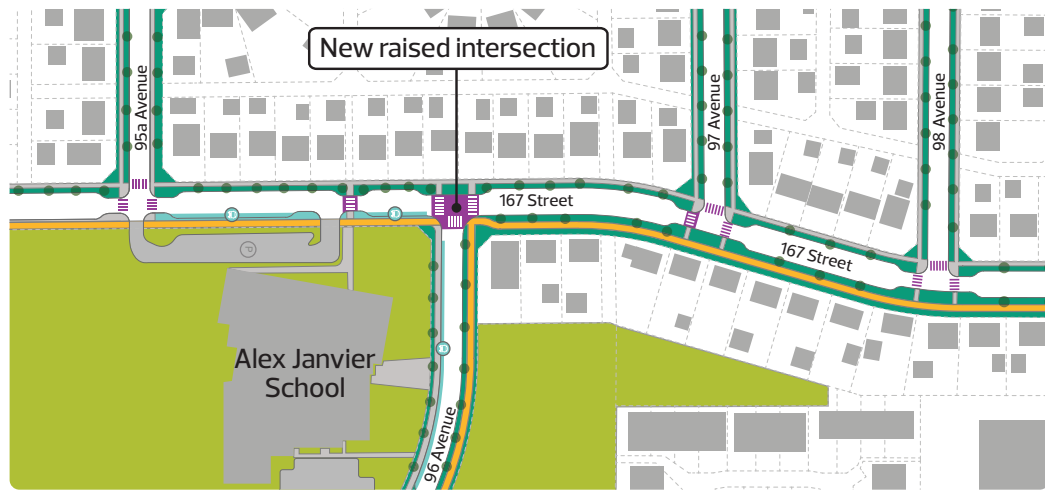 New raised intersection
95a Avenue
97 Avenue
98 Avenue
167 Street
167 Street
P
Alex Janvier
School
96 Avenue